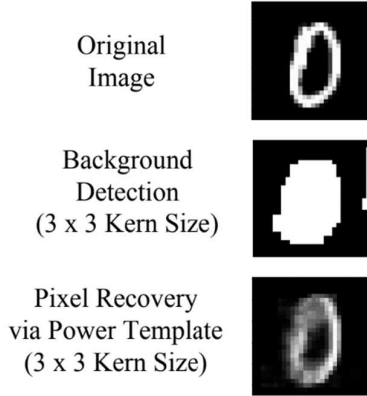 Original
Image
Background
Detection
(3 x 3 Kern Size)
Pixel Recovery
via Power Template
(3 x 3 Kern Size)